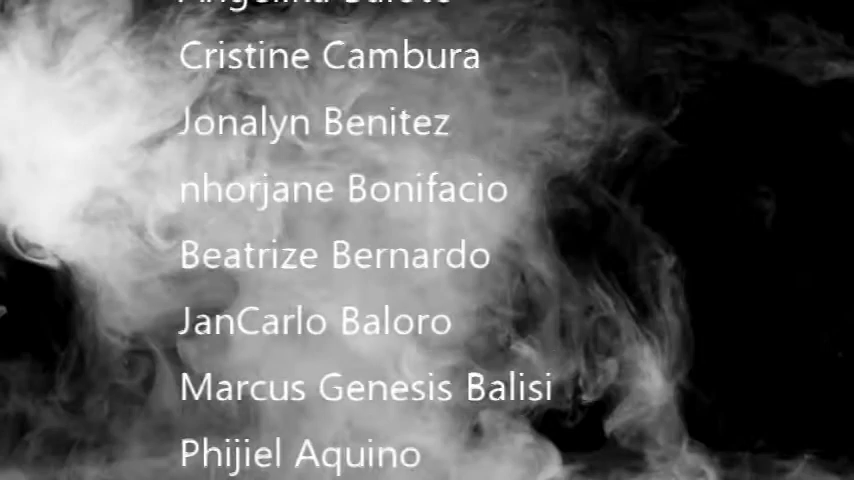 Cristine Cambura
Jonalyn Benitez
nhorjane Bonifacio
Beatrize Bernardo
JanCarlo Baloro
Marcus Genesis Balisi
Phijiel Aquino